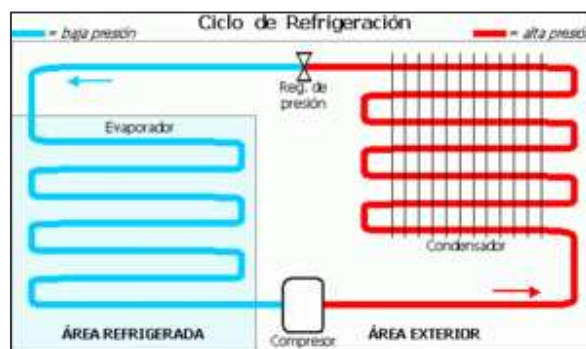 Ciclo de Refrigeración
= baja presión
= alta presión
Reg. de
presión
Evaporador
Condensador
Compresor
ÁREA REFRIGERADA
ÁREA EXTERIOR